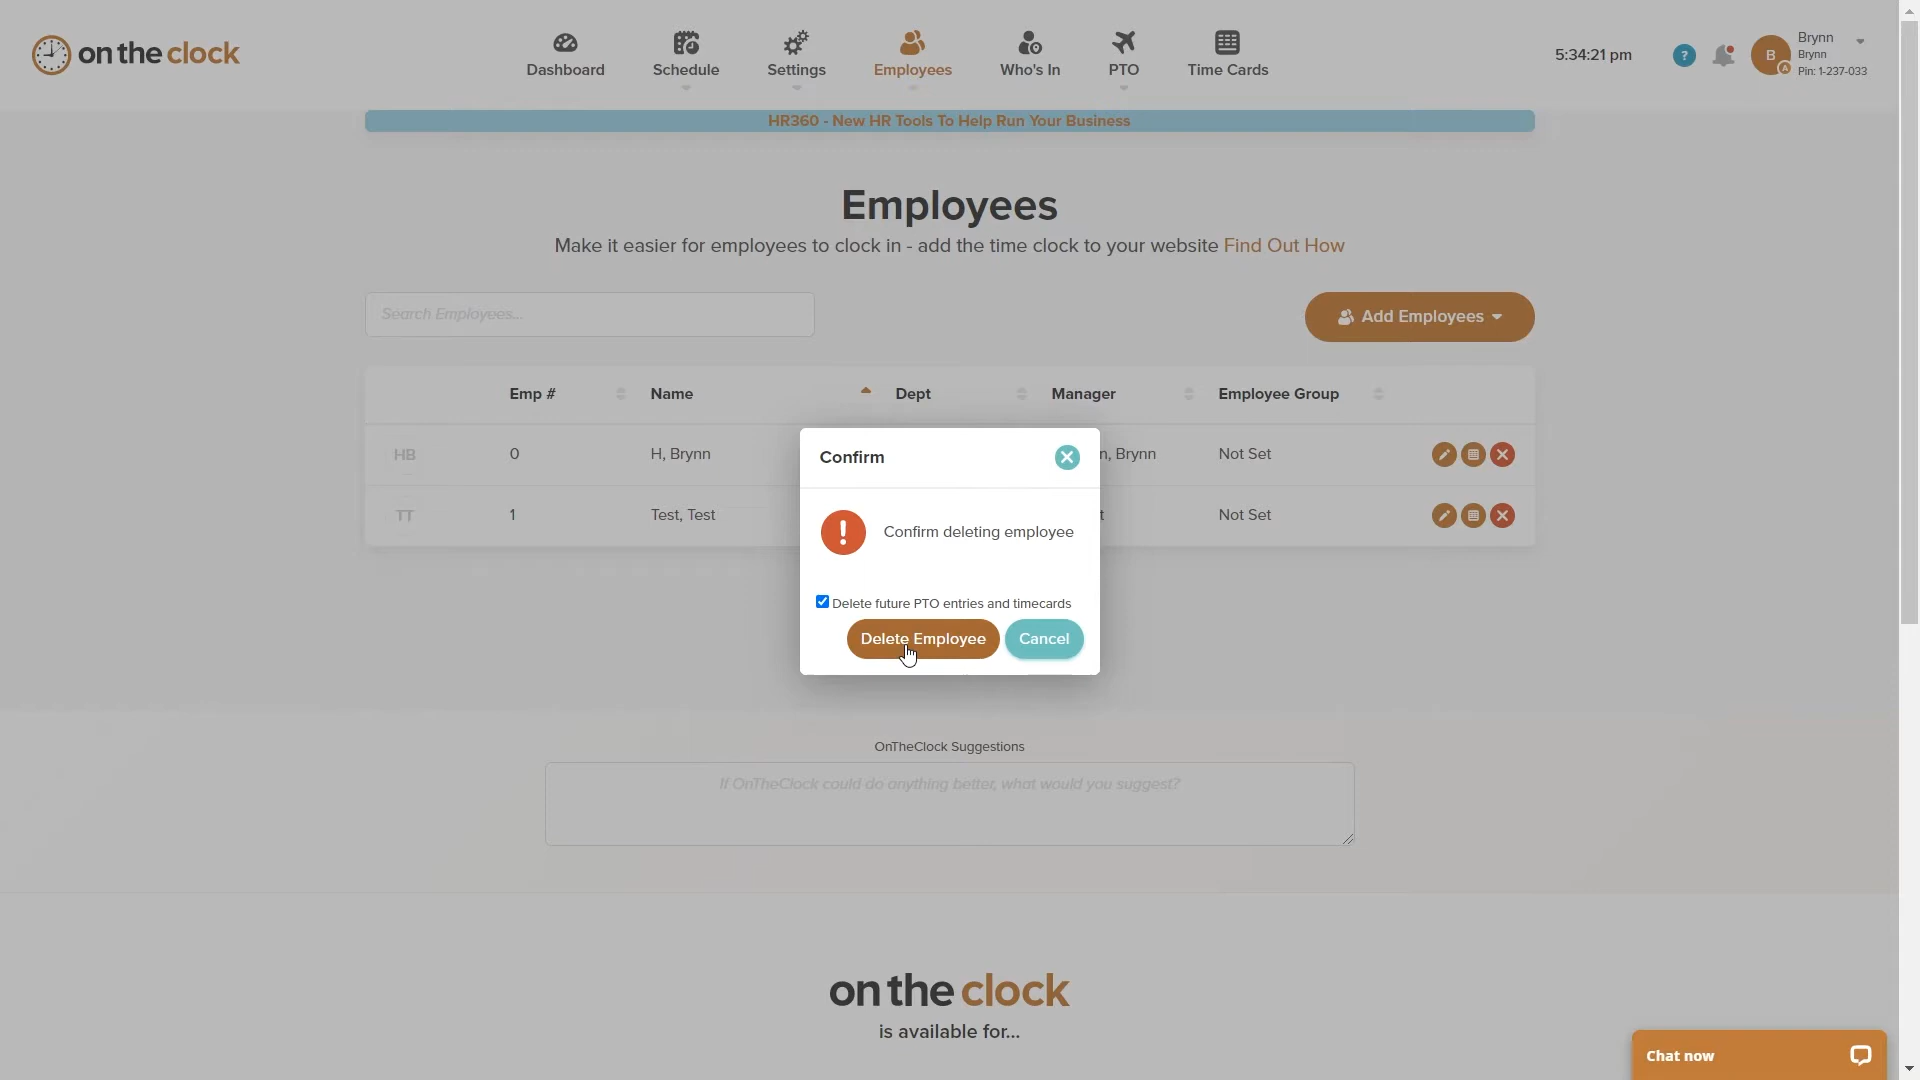 on the clock
Dashboard
Schedule
Settings
Employees
Who's In
PTO
Time Cards
5:34:21 pm
?
B
A
Brynn
Brynn
Pin: 1-237-033
HR360 - New HR Tools To Help Run Your Business
Employees
Make it easier for employees to clock in - add the time clock to your website Find Out How
Search Employees...
Add Employees
Emp # Name Dept Manager Employee Group
HB 0 H, Brynn n, Brynn Not Set
TT 1 Test, Test t Not Set
Confirm
! Confirm deleting employee
Delete future PTO entries and timecards
Delete Employee Cancel
OnTheClock Suggestions
If OnTheClock could do anything better, what would you suggest?
on the clock
is available for...
Chat now